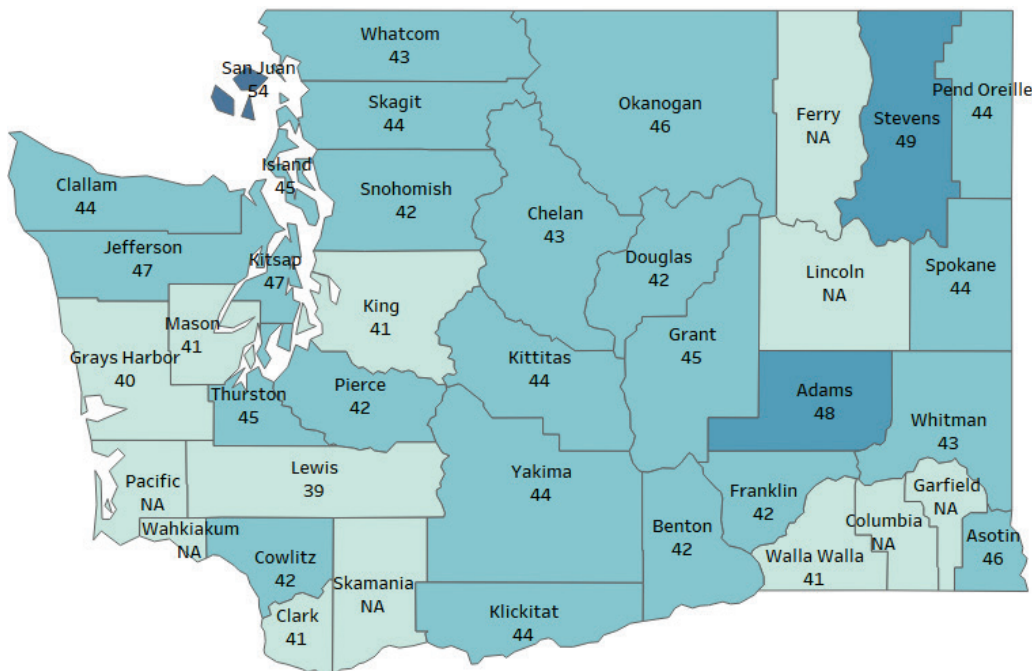 Whatcom
43
San Juan
54
Skagit
44
Okanogan
46
Ferry
NA
Stevens
49
Pend Oreille
44
Island
45
Clallam
44
Snohomish
42
Chelan
43
Jefferson
47
Kitsap
47
Douglas
42
Lincoln
NA
Spokane
44
Mason
41
King
41
Grays Harbor
40
Grant
45
Kittitas
44
Thurston
45
Pierce
42
Adams
48
Whitman
43
Lewis
39
Pacific
NA
Yakima
44
Franklin
42
Garfield
NA
Wahkiakum
NA
Columbia
NA
Benton
42
Asotin
46
Cowlitz
42
Skamania
NA
Walla Walla
41
Clark
41
Klickitat
44